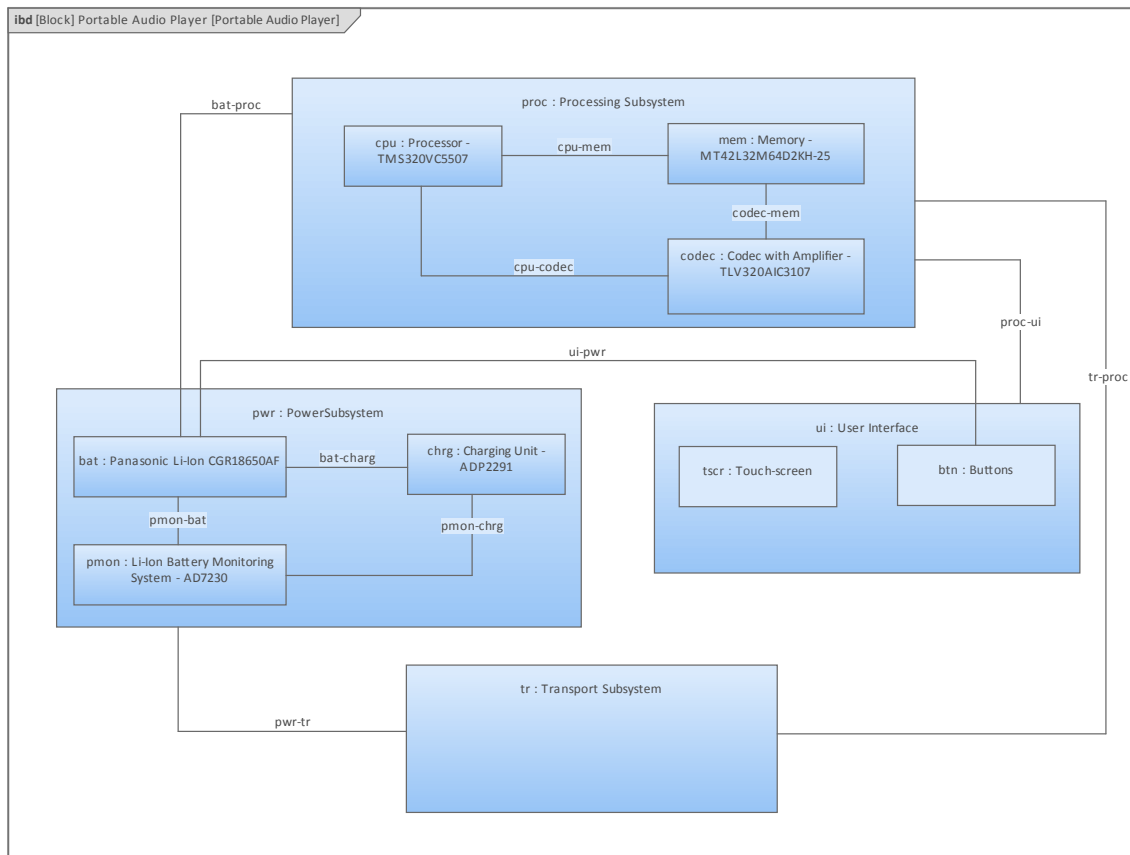 ibd [Block] Portable Audio Player [Portable Audio Player]
bat-proc
proc : Processing Subsystem
cpu : Processor -
TMS320VC5507
cpu-mem
mem : Memory -
MT42L32M64D2KH-25
codec-mem
cpu-codec
codec : Codec with Amplifier -
TLV320AIC3107
proc-ui
ui-pwr
tr-proc
pwr : PowerSubsystem
bat : Panasonic Li-Ion CGR18650AF
bat-charg
chrg : Charging Unit -
ADP2291
pmon-bat
pmon-chrg
pmon : Li-Ion Battery Monitoring
System - AD7230
ui : User Interface
tscr : Touch-screen
btn : Buttons
tr : Transport Subsystem
pwr-tr